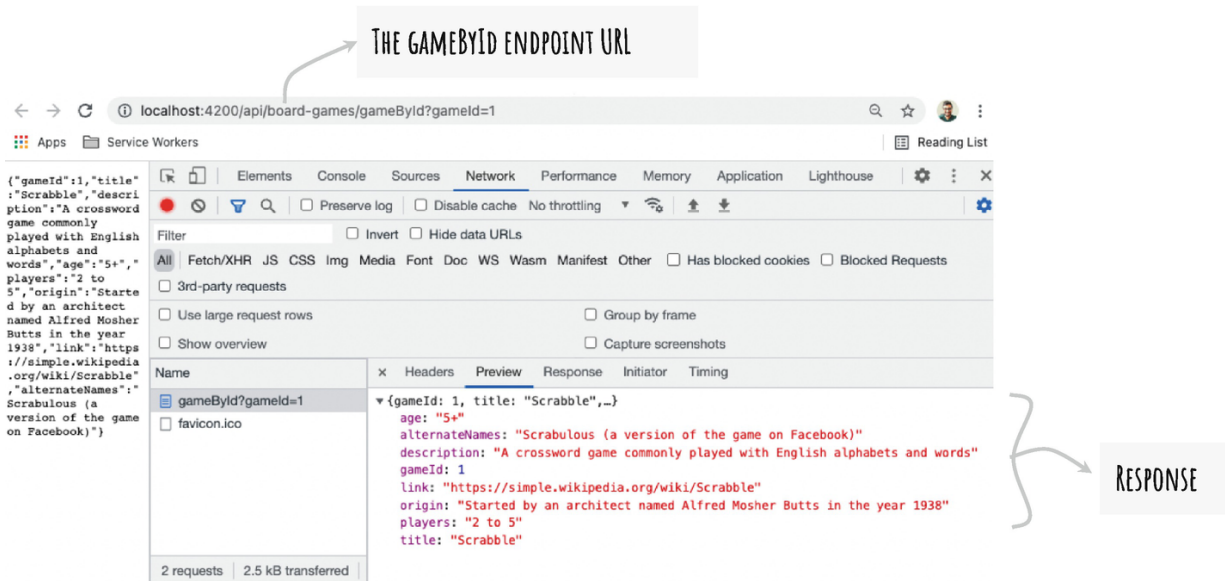 The gameById endpoint URL
localhost:4200/api/board-games/gameById?gameId=1
Apps Service Workers Reading List
{"gameId":1,"title"
:"Scrabble","descri
ption":"A crossword
game commonly
played with English
alphabets and
words","age":"5+","
players":"2 to
5","origin":"Starte
d by an architect
named Alfred Mosher
Butts in the year
1938","link":"https
://simple.wikipedia
.org/wiki/Scrabble"
,"alternateNames":"
Scrabulous (a
version of the game
on Facebook)"}
Elements Console Sources Network Performance Memory Application Lighthouse
Preserve log Disable cache No throttling
Filter Invert Hide data URLs
All Fetch/XHR JS CSS Img Media Font Doc WS Wasm Manifest Other Has blocked cookies Blocked Requests
3rd-party requests
Use large request rows Group by frame
Show overview Capture screenshots
Name × Headers Preview Response Initiator Timing
gameById?gameId=1
favicon.ico
2 requests 2.5 kB transferred
▼{gameId: 1, title: "Scrabble",…}
age: "5+"
alternateNames: "Scrabulous (a version of the game on Facebook)"
description: "A crossword game commonly played with English alphabets and words"
gameId: 1
link: "https://simple.wikipedia.org/wiki/Scrabble"
origin: "Started by an architect named Alfred Mosher Butts in the year 1938"
players: "2 to 5"
title: "Scrabble"
Response